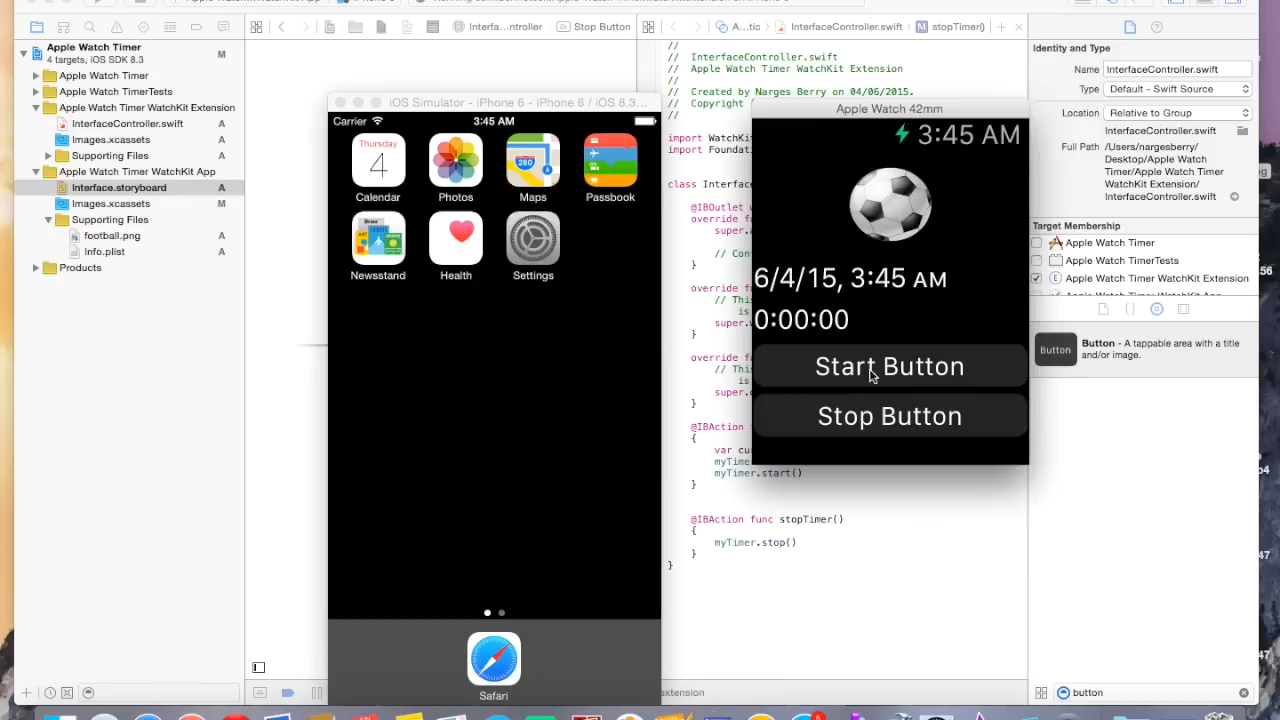 Interfa...ntroller
Stop Button
A...tic
InterfaceController.swift
stopTimer()
Apple Watch Timer
M
4 targets, iOS SDK 8.3
Apple Watch Timer
Apple Watch TimerTests
Apple Watch Timer WatchKit Extension
InterfaceController.swift
A
Images.xcassets
A
Supporting Files
Apple Watch Timer WatchKit App
Interface.storyboard
A
Images.xcassets
M
Supporting Files
football.png
A
Info.plist
A
Products
iOS Simulator - iPhone 6 - iPhone 6 / iOS 8.3...
Carrier
3:45 AM
Thursday
4
280
Calendar
Photos
Maps
Passbook
Newsstand
Health
Settings
Safari
//
// InterfaceController.swift
// Apple Watch Timer WatchKit Extension
//
// Created by Narges Berry on 04/06/2015.
// Copyright
//
import WatchKit
import Foundation
class Interface
@IBOutlet
override
super.
// Con
}
override
// This
is
super.
}
override
// This
is
super.
}
@IBAction
{
var
myTimer
myTimer.start()
}
@IBAction func stopTimer()
{
myTimer.stop()
}
}
Apple Watch 42mm
3:45 AM
6/4/15, 3:45 AM
0:00:00
Start Button
Stop Button
Identity and Type
Name
InterfaceController.swift
Type
Default - Swift Source
Location
Relative to Group
InterfaceController.swift
Full Path
/Users/nargesberry/
Desktop/Apple Watch
Timer/Apple Watch Timer
WatchKit Extension/
InterfaceController.swift
Target Membership
Apple Watch Timer
Apple Watch TimerTests
E
Apple Watch Timer WatchKit Extension
Button
Button - A tappable area with a title
and/or image.
extension
button